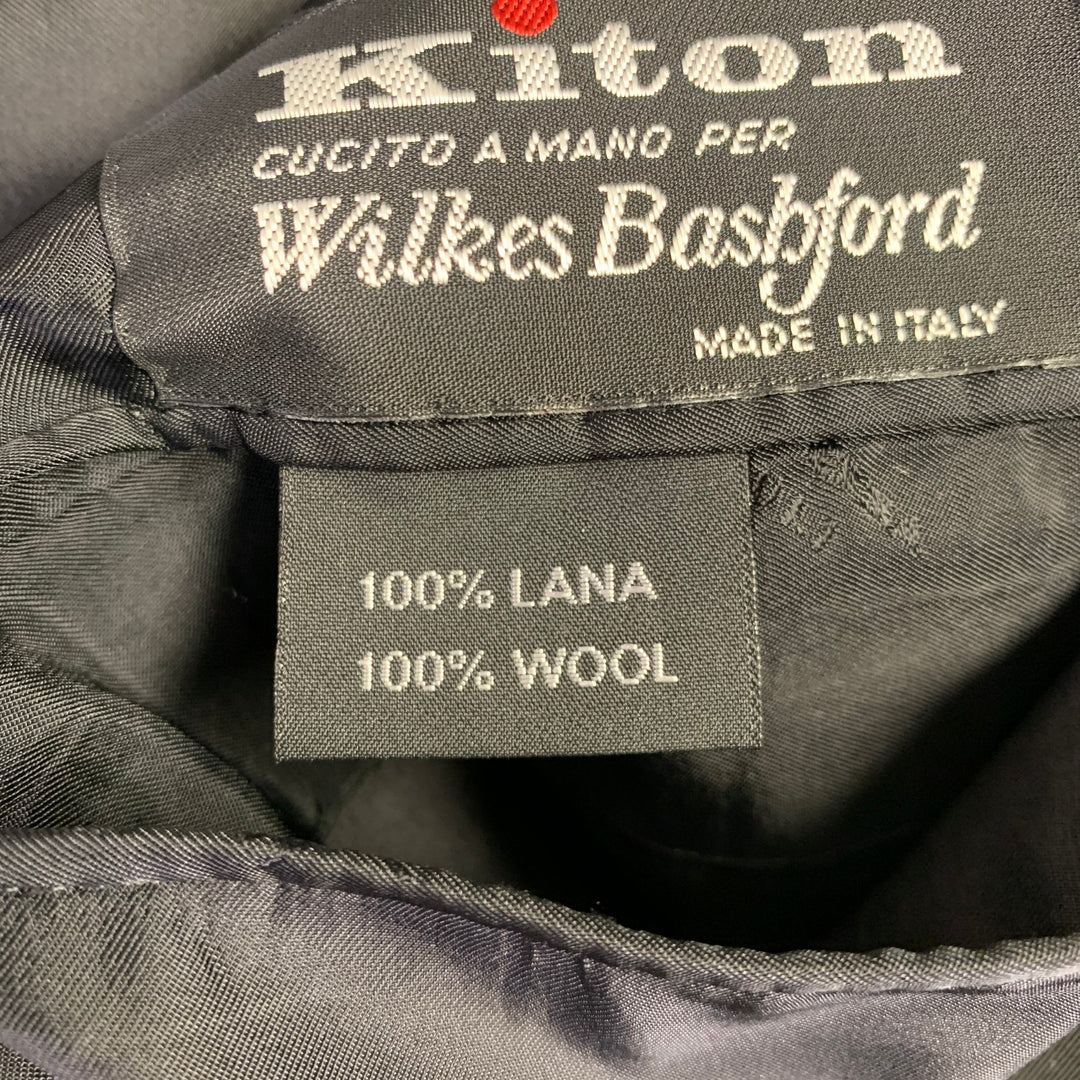 Kiton
CUCITO A MANO PER
Wilkes Bashford
MADE IN ITALY
100% LANA
100% WOOL